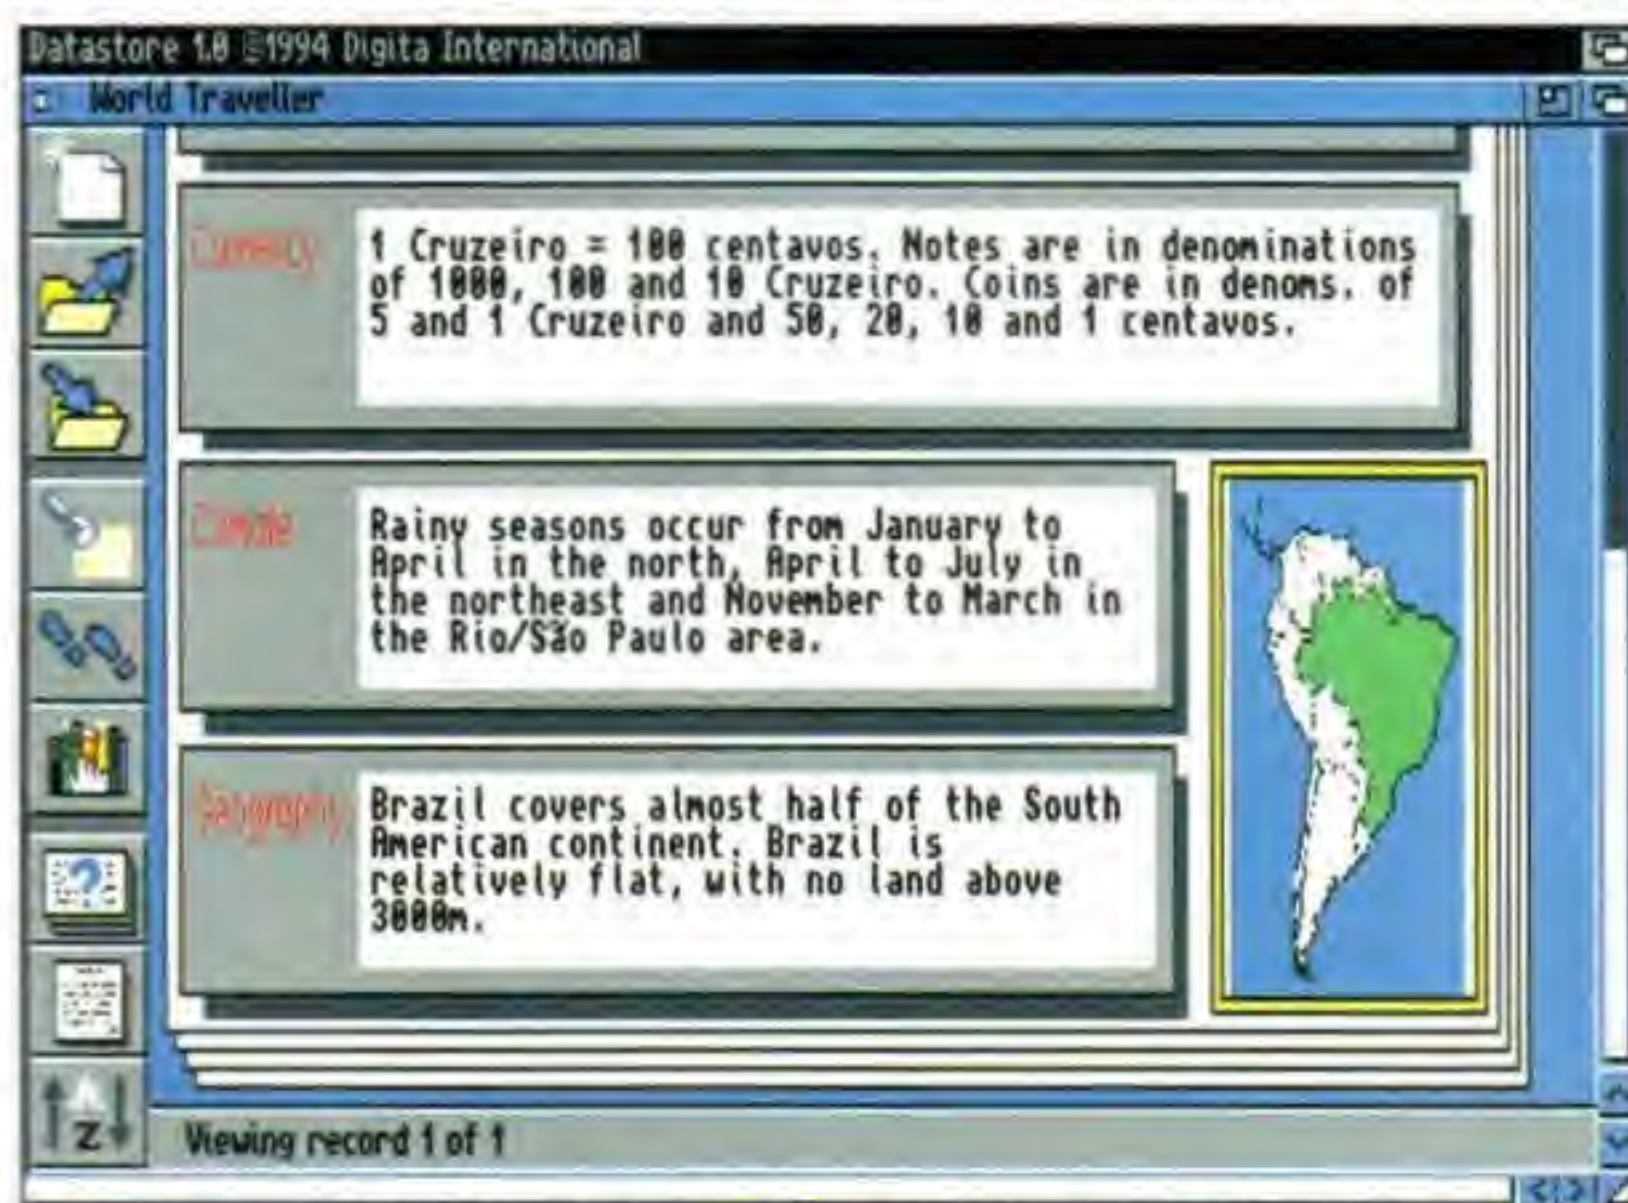 Datastore 1.0 ©1994 Digita International
World Traveller
Currency
1 Cruzeiro = 100 centavos. Notes are in denominations
of 1000, 100 and 10 Cruzeiro. Coins are in denoms. of
5 and 1 Cruzeiro and 50, 20, 10 and 1 centavos.
Climate
Rainy seasons occur from January to
April in the north, April to July in
the northeast and November to March in
the Rio/São Paulo area.
Geography
Brazil covers almost half of the South
American continent. Brazil is
relatively flat, with no land above
3000m.
A
Z
Viewing record 1 of 1